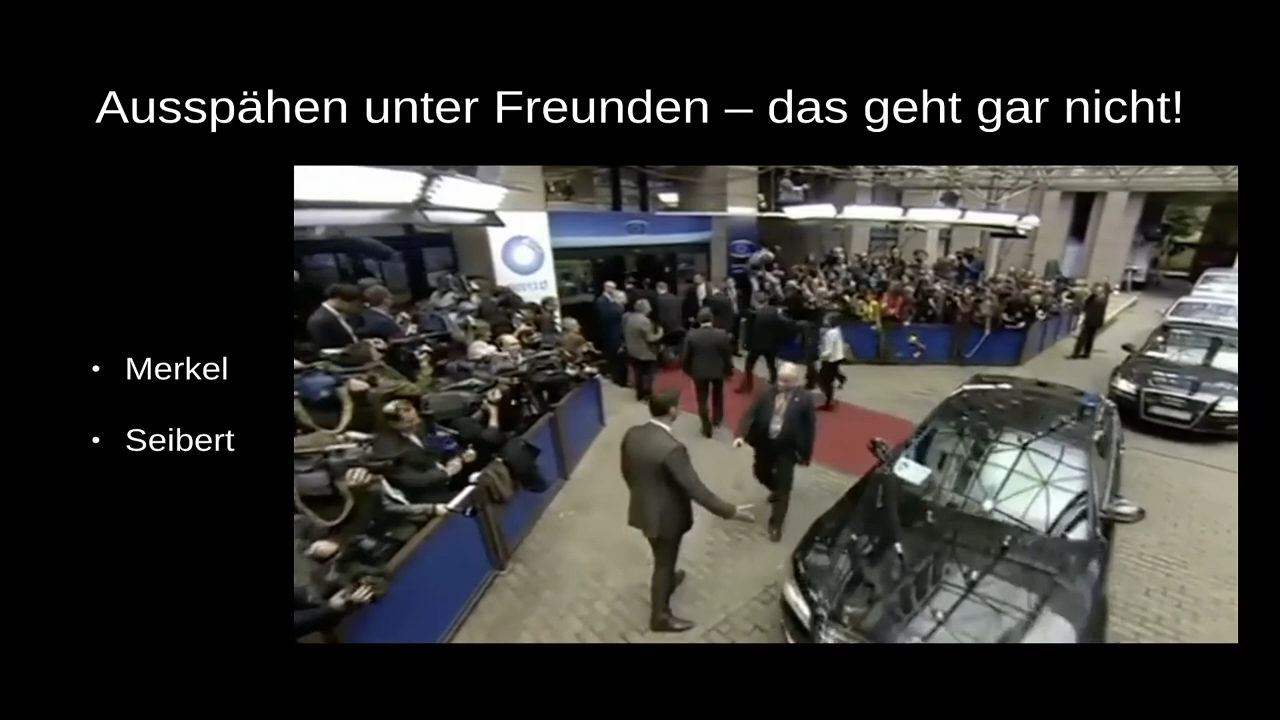 Ausspähen unter Freunden – das geht gar nicht!
• Merkel
• Seibert